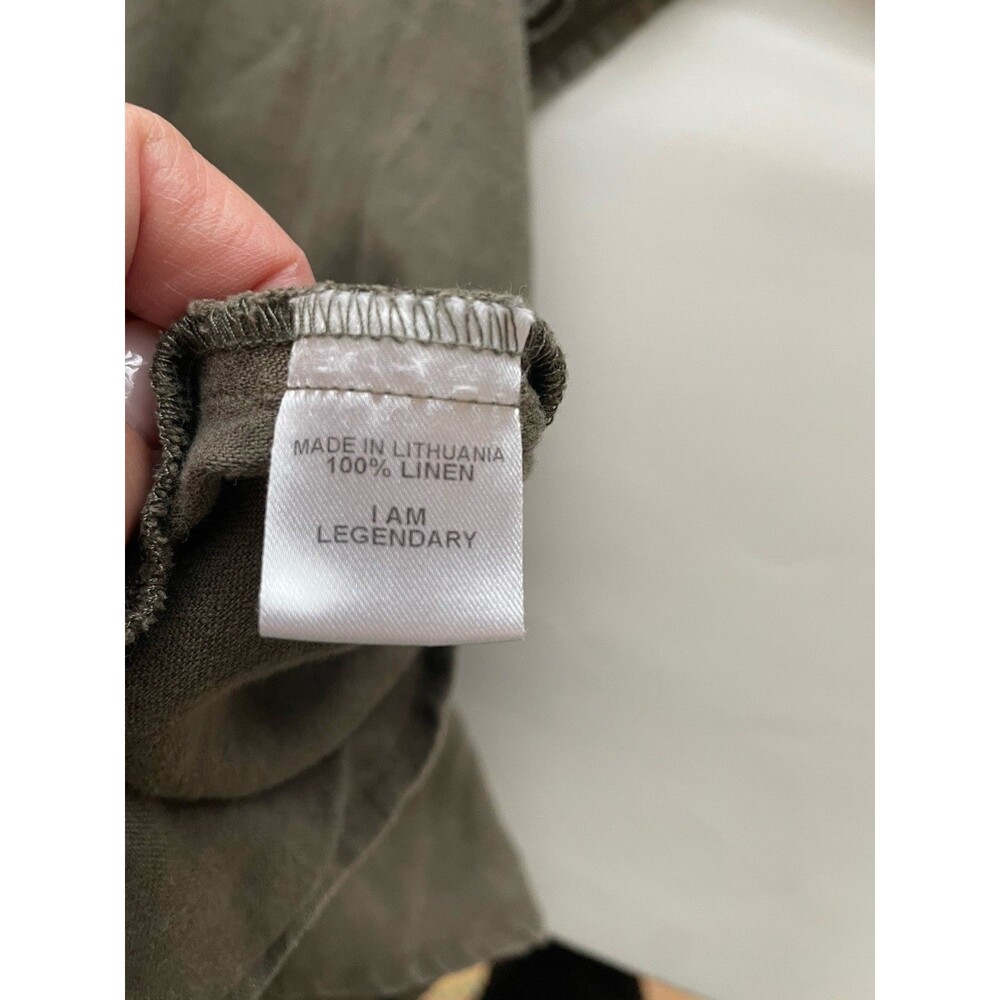 MADE IN LITHUANIA
100% LINEN
I AM
LEGENDARY